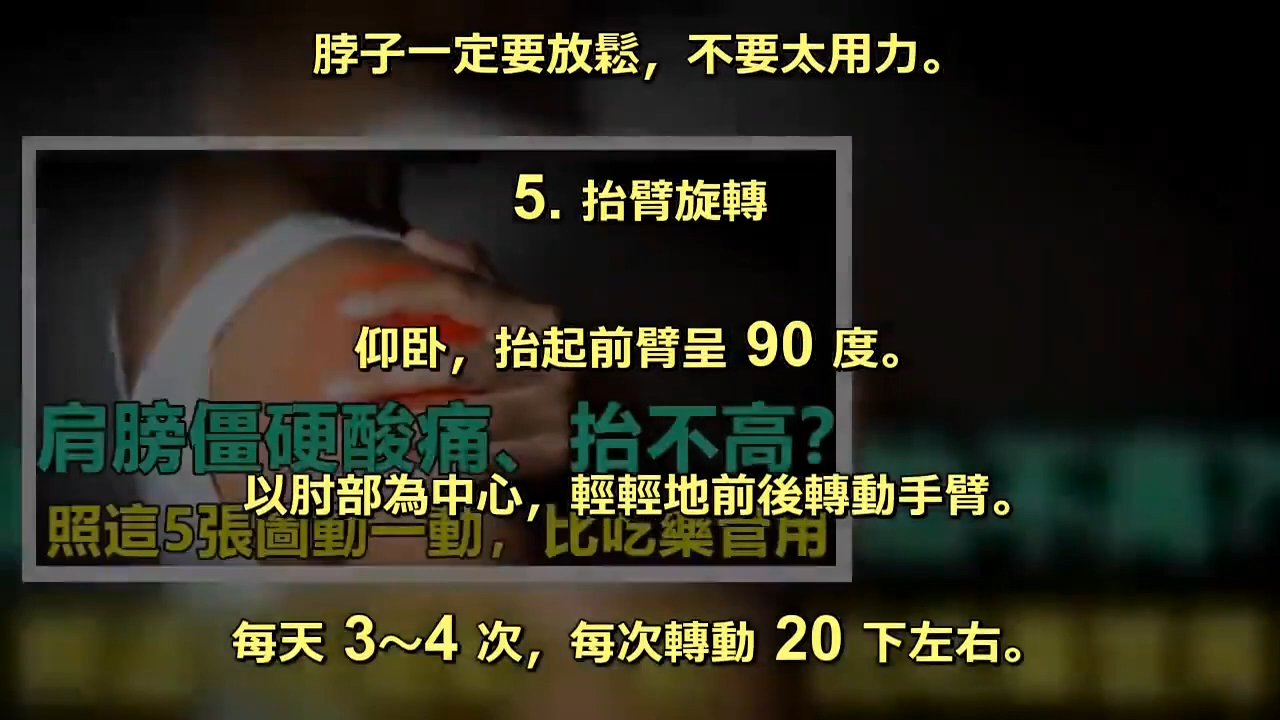 脖子一定要放鬆，不要太用力。
5. 抬臂旋轉
仰卧，抬起前臂呈 90 度。
肩膀僵硬酸痛、抬不高？
以肘部為中心，輕輕地前後轉動手臂。
照這5張圖動一動，比吃藥管用
每天 3～4 次，每次轉動 20 下左右。